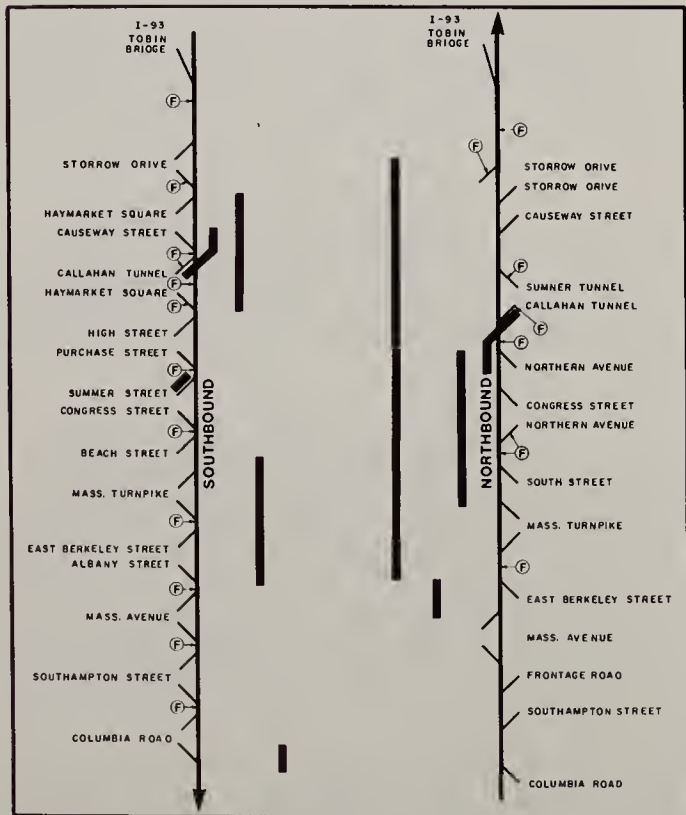 I-93
TOBIN
BRIDGE
F
STORROW DRIVE
F
HAYMARKET SQUARE
CAUSEWAY STREET
F
CALLAHAN TUNNEL
F
HAYMARKET SQUARE
F
HIGH STREET
PURCHASE STREET
F
SUMMER STREET
CONGRESS STREET
F
BEACH STREET
MASS. TURNPIKE
F
EAST BERKELEY STREET
ALBANY STREET
F
MASS. AVENUE
F
SOUTHAMPTON STREET
F
COLUMBIA ROAD
SOUTHBOUND
I-93
TOBIN
BRIDGE
F
F
STORROW DRIVE
STORROW DRIVE
CAUSEWAY STREET
F
SUMNER TUNNEL
CALLAHAN TUNNEL
F
F
NORTHERN AVENUE
CONGRESS STREET
NORTHERN AVENUE
F
SOUTH STREET
MASS. TURNPIKE
F
EAST BERKELEY STREET
MASS. AVENUE
FRONTAGE ROAD
SOUTHAMPTON STREET
COLUMBIA ROAD
NORTHBOUND